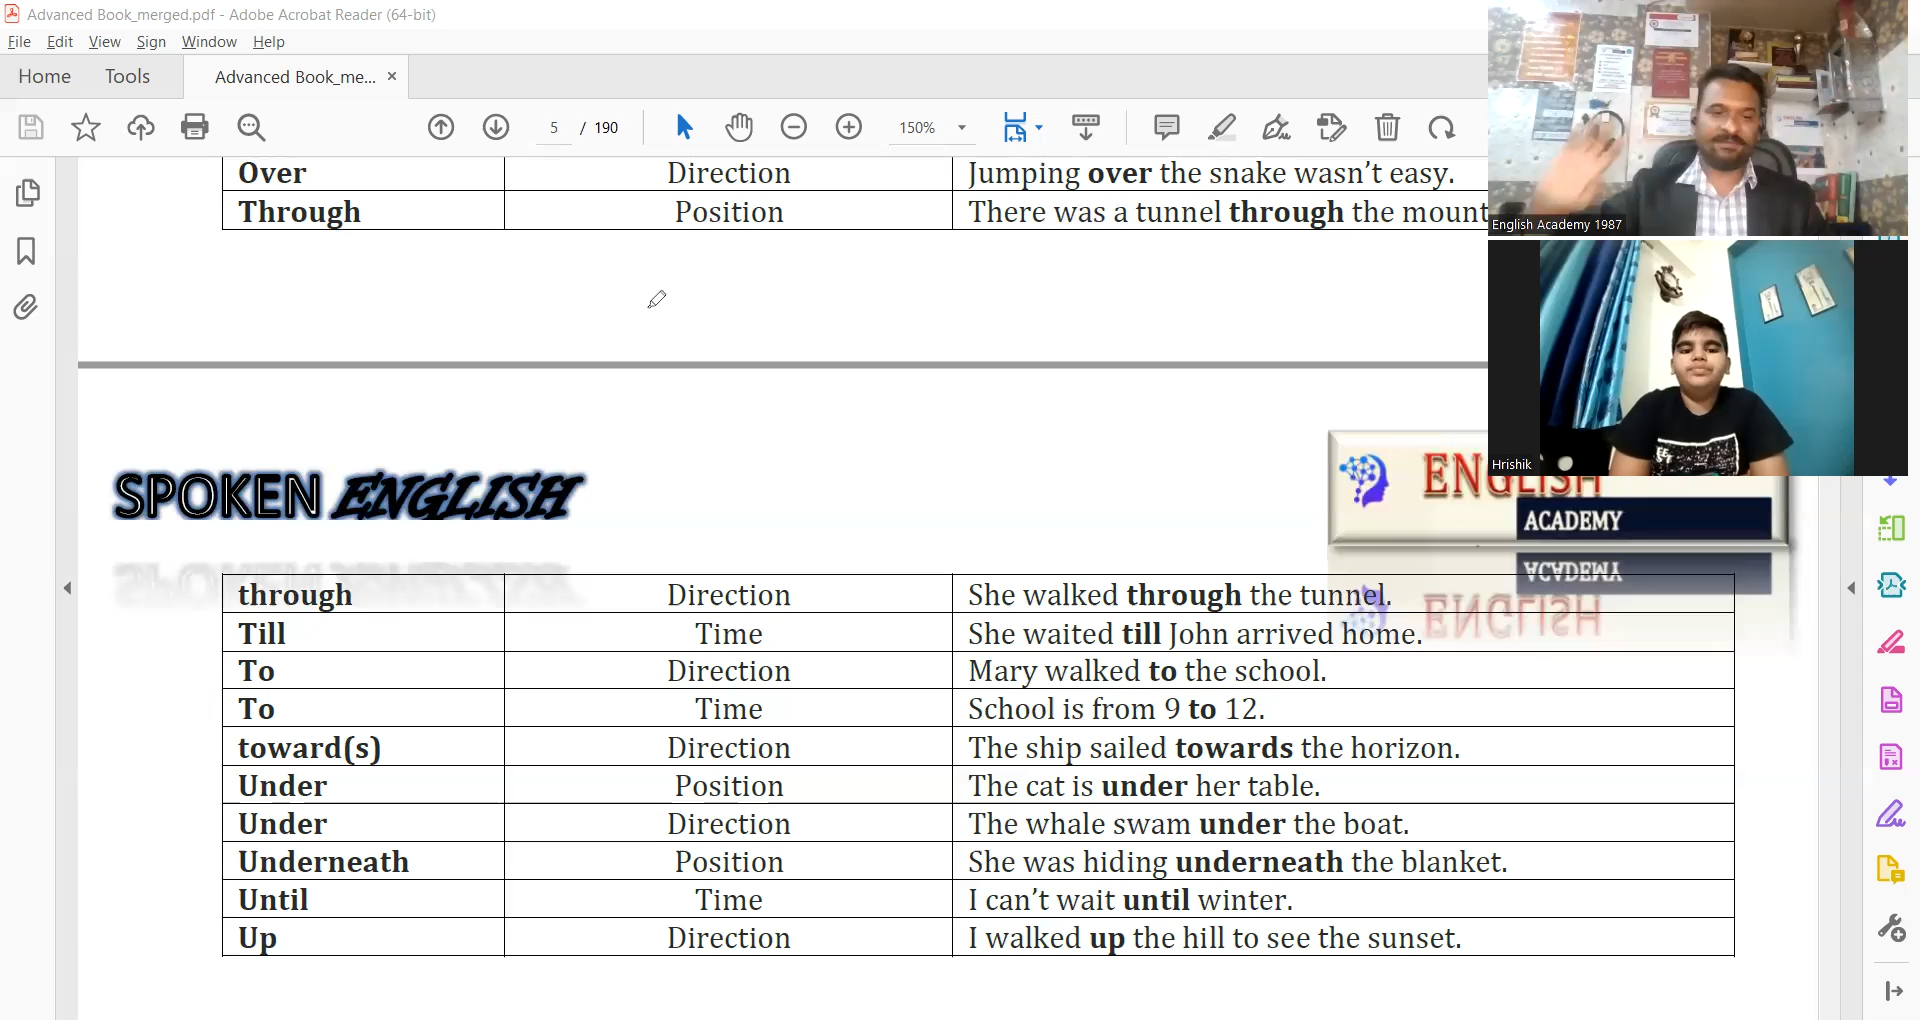 Advanced Book_merged.pdf - Adobe Acrobat Reader (64-bit)
File Edit View Sign Window Help
Home Tools Advanced Book_me... ×
5 / 190 150%
Over Direction Jumping over the snake wasn’t easy.
Through Position There was a tunnel through the mount
English Academy 1987
Hrishik
SPOKEN ENGLISH
ENGLISH
ACADEMY
through Direction She walked through the tunnel.
Till Time She waited till John arrived home.
To Direction Mary walked to the school.
To Time School is from 9 to 12.
toward(s) Direction The ship sailed towards the horizon.
Under Position The cat is under her table.
Under Direction The whale swam under the boat.
Underneath Position She was hiding underneath the blanket.
Until Time I can’t wait until winter.
Up Direction I walked up the hill to see the sunset.